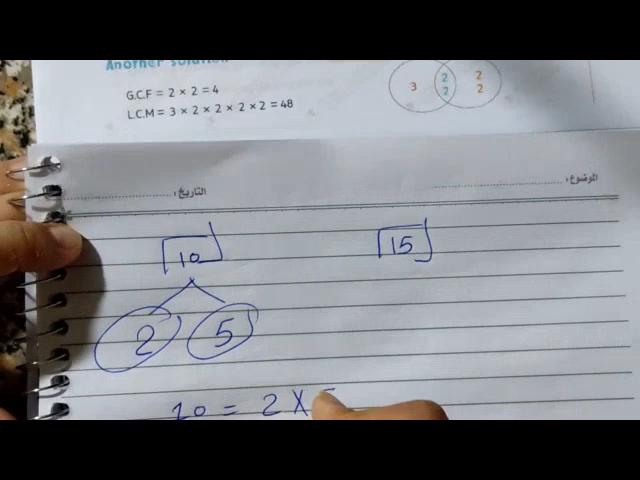 Another solution
G.C.F = 2 × 2 = 4
L.C.M = 3 × 2 × 2 × 2 × 2 = 48
3 2 2
2 2
الموضوع : التاريخ :
10 15
2 5
10 = 2 X